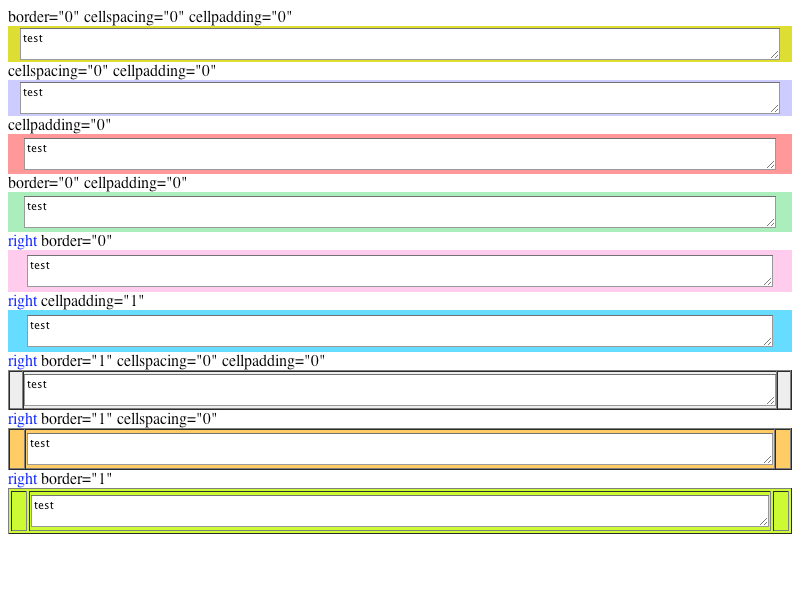 border="0" cellspacing="0" cellpadding="0"
test
cellspacing="0" cellpadding="0"
test
cellpadding="0"
test
border="0" cellpadding="0"
test
right border="0"
test
right cellpadding="1"
test
right border="1" cellspacing="0" cellpadding="0"
test
right border="1" cellspacing="0"
test
right border="1"
test